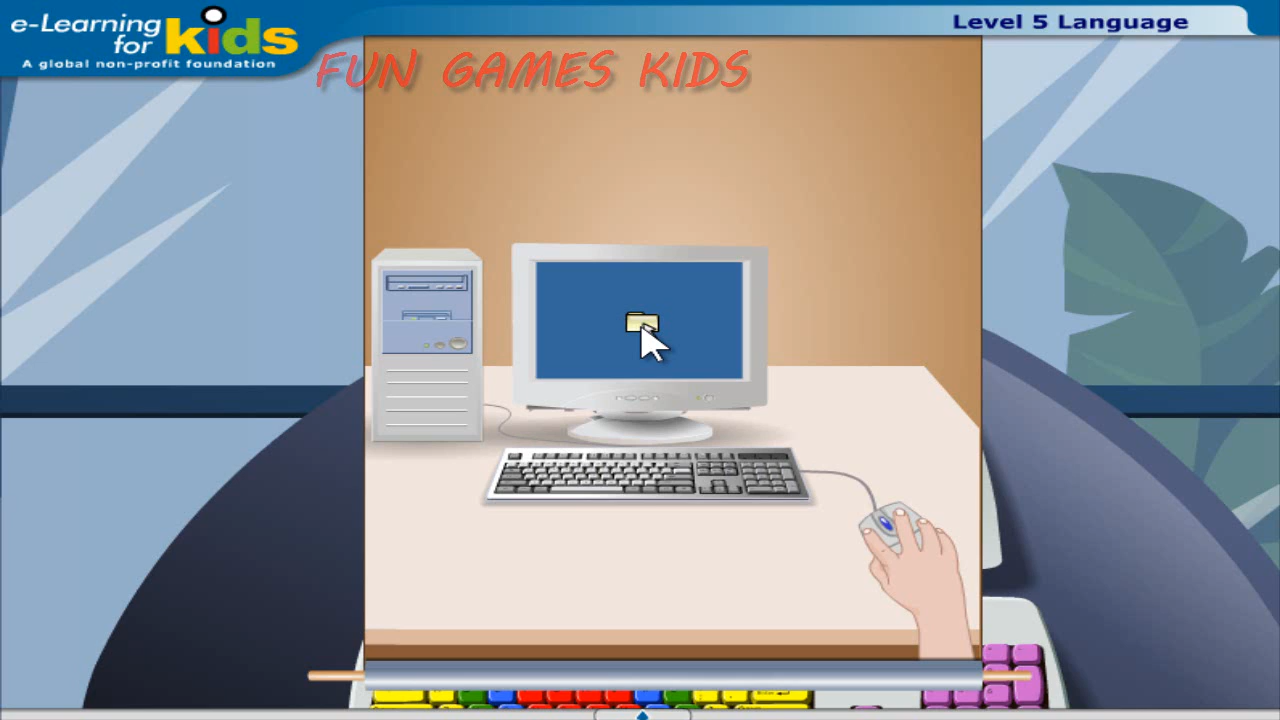 e-Learning
for kids
A global non-profit foundation
Level 5 Language
FUN GAMES KIDS